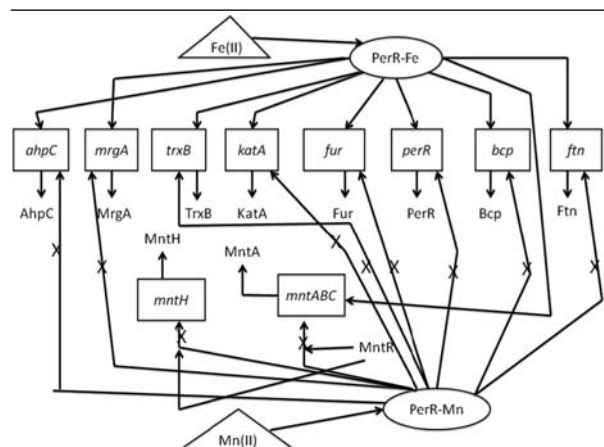 Fe(II)
PerR-Fe
ahpC mrgA trxB katA fur perR bcp ftn
AhpC MrgA TrxB KatA Fur PerR Bcp Ftn
X
MntH MntA X
X X X X X X
mntH mntABC
X X
MntR
PerR-Mn
Mn(II)